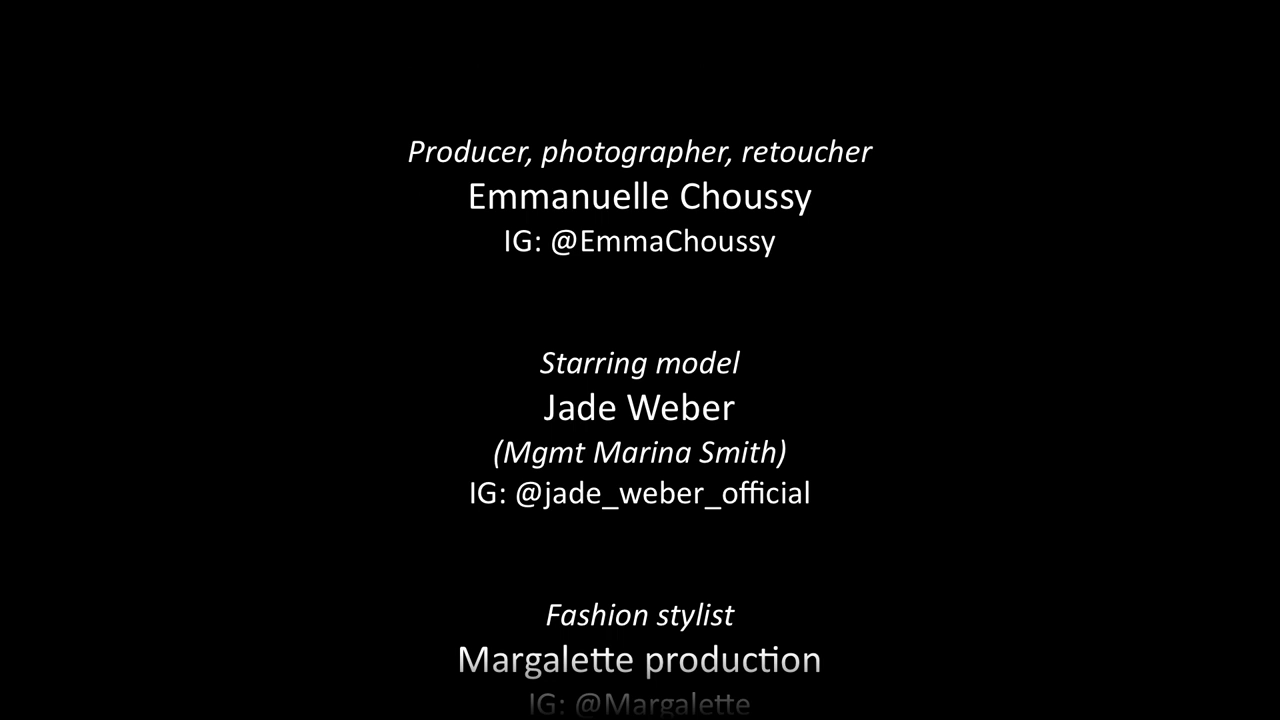 Producer, photographer, retoucher
Emmanuelle Choussy
IG: @EmmaChoussy
Starring model
Jade Weber
(Mgmt Marina Smith)
IG: @jade_weber_official
Fashion stylist
Margalette production
IG: @Margalette